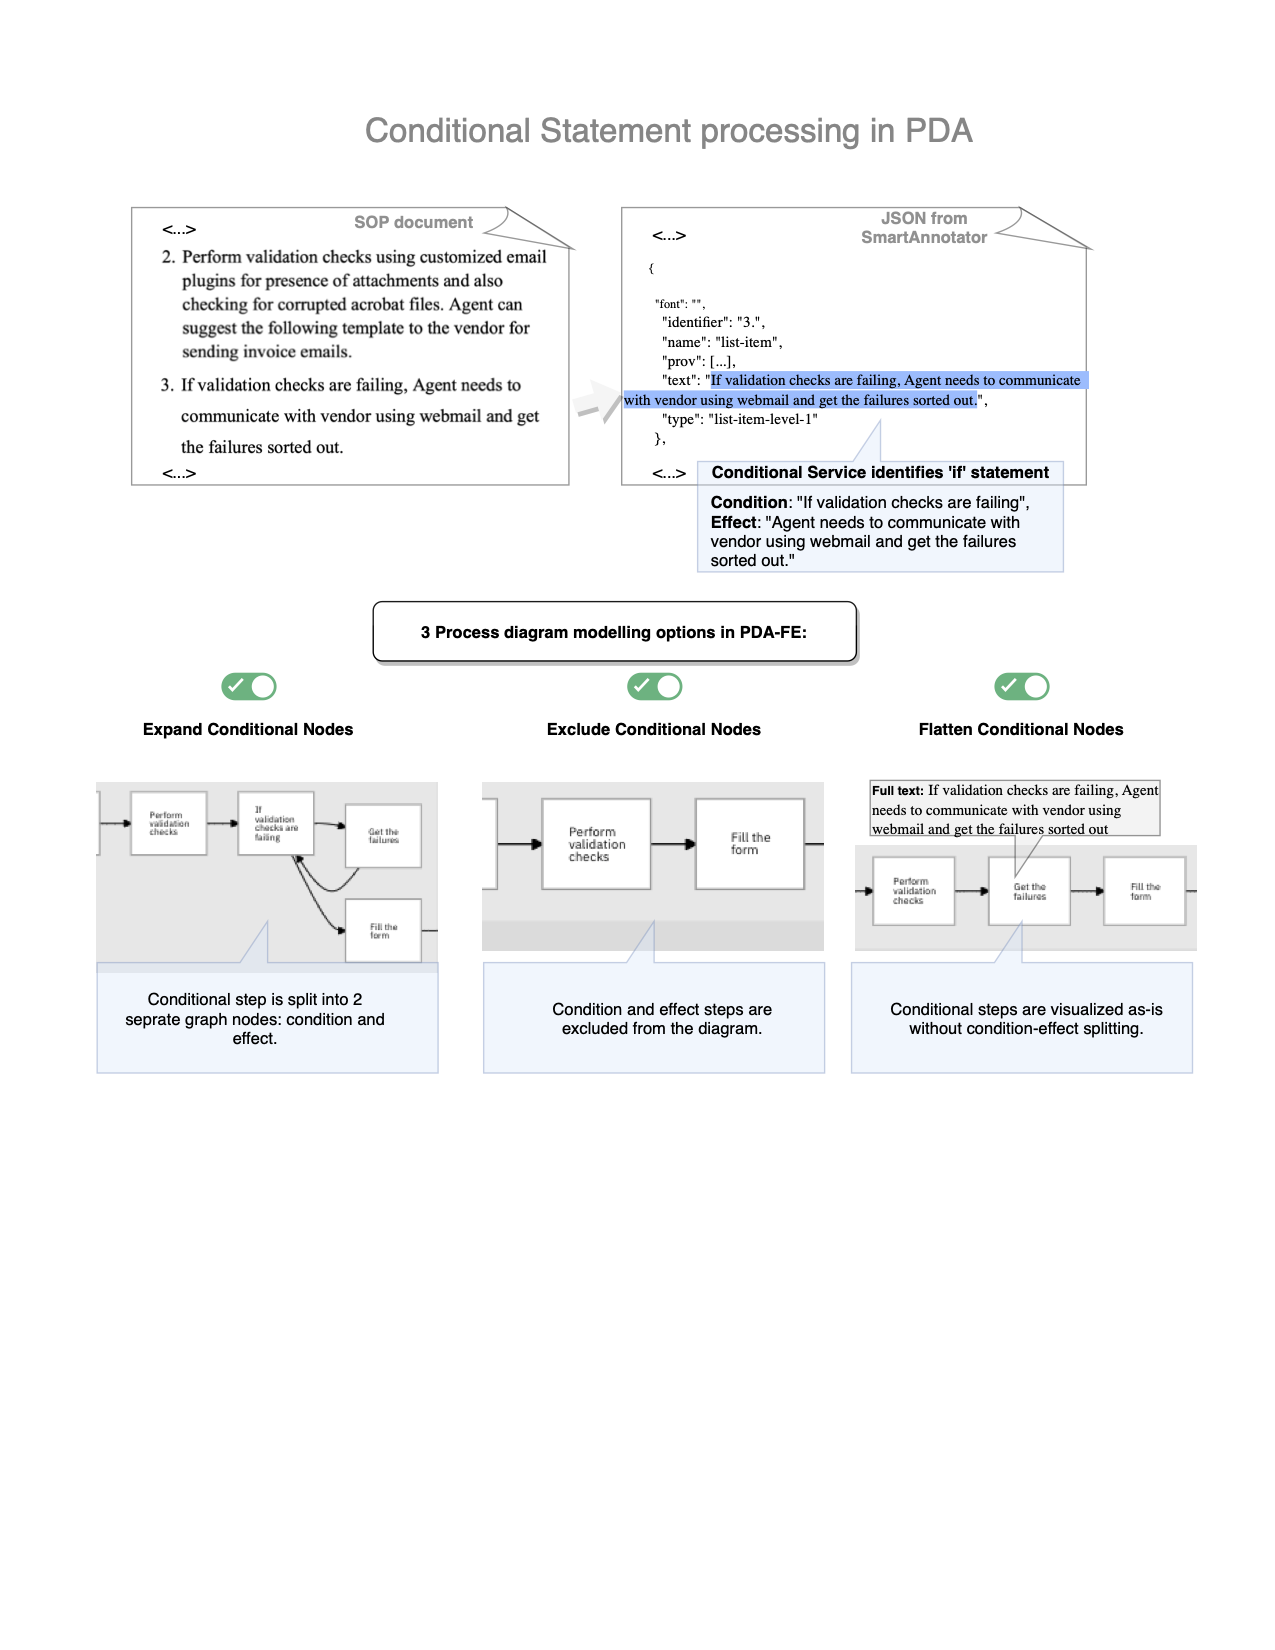 Conditional Statement processing in PDA
SOP document
<...>
2. Perform validation checks using customized email
plugins for presence of attachments and also
checking for corrupted acrobat files. Agent can
suggest the following template to the vendor for
sending invoice emails.
3. If validation checks are failing, Agent needs to
communicate with vendor using webmail and get
the failures sorted out.
<...>
JSON from
SmartAnnotator
<...>
{
"font": "",
"identifier": "3.",
"name": "list-item",
"prov": [...],
"text": "If validation checks are failing, Agent needs to communicate
with vendor using webmail and get the failures sorted out.",
"type": "list-item-level-1"
},
<...>
Conditional Service identifies 'if' statement
Condition: "If validation checks are failing",
Effect: "Agent needs to communicate with
vendor using webmail and get the failures
sorted out."
3 Process diagram modelling options in PDA-FE:
Expand Conditional Nodes
Perform
validation
checks
If
validation
checks are
failing
Get the
failures
Fill the
form
Conditional step is split into 2
seprate graph nodes: condition and
effect.
Exclude Conditional Nodes
Perform
validation
checks
Fill the
form
Condition and effect steps are
excluded from the diagram.
Flatten Conditional Nodes
Full text: If validation checks are failing, Agent
needs to communicate with vendor using
webmail and get the failures sorted out
Perform
validation
checks
Get the
failures
Fill the
form
Conditional steps are visualized as-is
without condition-effect splitting.